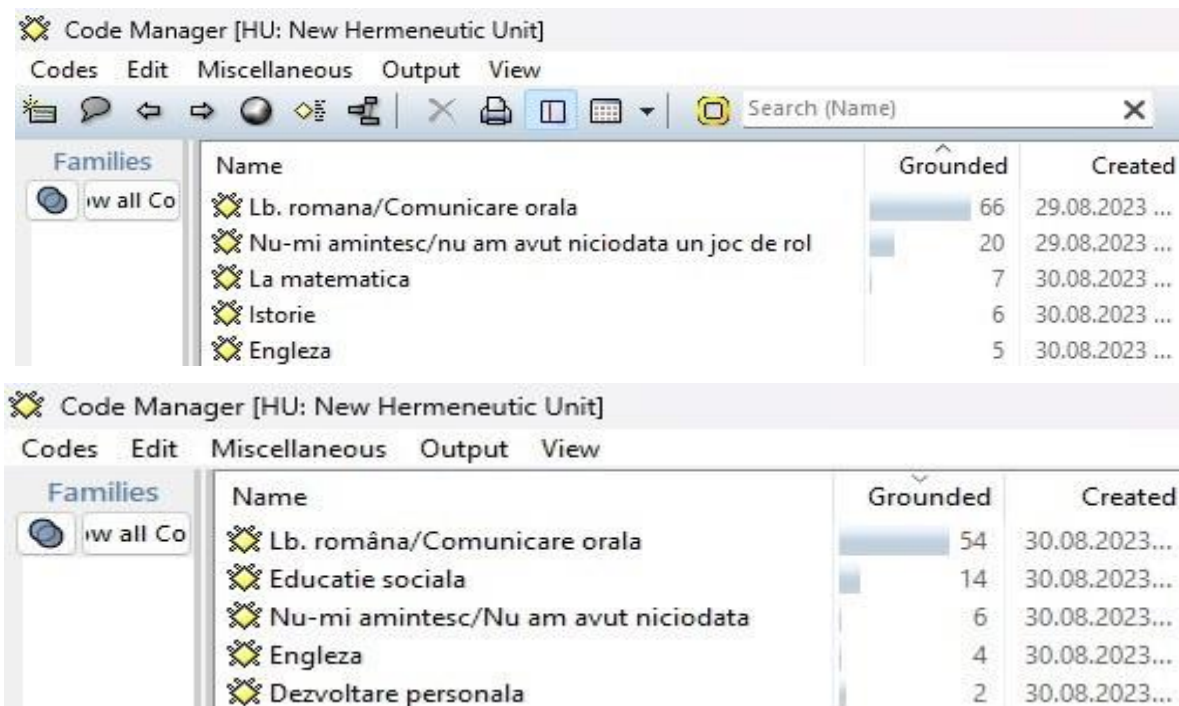 Code Manager [HU: New Hermeneutic Unit]
Codes Edit Miscellaneous Output View
Search (Name)
Families Name Grounded Created
w all Co Lb. romana/Comunicare orala 66 29.08.2023 ...
Nu-mi amintesc/nu am avut niciodata un joc de rol 20 29.08.2023 ...
La matematica 7 30.08.2023 ...
Istorie 6 30.08.2023 ...
Engleza 5 30.08.2023 ...
Code Manager [HU: New Hermeneutic Unit]
Codes Edit Miscellaneous Output View
Families Name Grounded Created
w all Co Lb. româna/Comunicare orala 54 30.08.2023...
Educatie sociala 14 30.08.2023...
Nu-mi amintesc/Nu am avut niciodata 6 30.08.2023...
Engleza 4 30.08.2023...
Dezvoltare personala 2 30.08.2023...